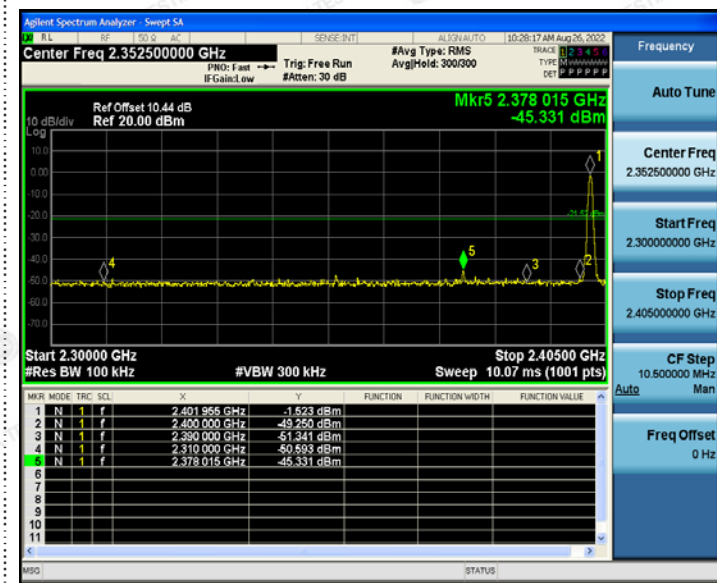 Agilent Spectrum Analyzer - Swept SA
RL RF 50 Ω AC SENSE:INT ALIGN AUTO 10:28:17 AM Aug 26, 2022
Center Freq 2.352500000 GHz
PNO: Fast
IFGain:Low
Trig: Free Run
#Atten: 30 dB
#Avg Type: RMS
Avg|Hold: 300/300
TRACE 1 2 3 4 5 6
TYPE M
DET P P P P P P
Frequency
Auto Tune
Center Freq
2.352500000 GHz
Start Freq
2.300000000 GHz
Stop Freq
2.405000000 GHz
CF Step
10.500000 MHz
Auto Man
Freq Offset
0 Hz
Mkr5 2.378 015 GHz
-45.331 dBm
Ref Offset 10.44 dB
Ref 20.00 dBm
10 dB/div
Log
10.0
0.00
-10.0
-20.0
-30.0
-40.0
-50.0
-60.0
-70.0
1
2
3
4
5
Start 2.30000 GHz
Stop 2.40500 GHz
#Res BW 100 kHz
#VBW 300 kHz
Sweep 10.07 ms (1001 pts)
MKR MODE TRC SCL X Y FUNCTION FUNCTION WIDTH FUNCTION VALUE
1 N 1 f 2.401 955 GHz -1.523 dBm
2 N 1 f 2.400 000 GHz -49.250 dBm
3 N 1 f 2.390 000 GHz -51.341 dBm
4 N 1 f 2.310 000 GHz -50.593 dBm
5 N 1 f 2.378 015 GHz -45.331 dBm
6
7
8
9
10
11
MSG
STATUS